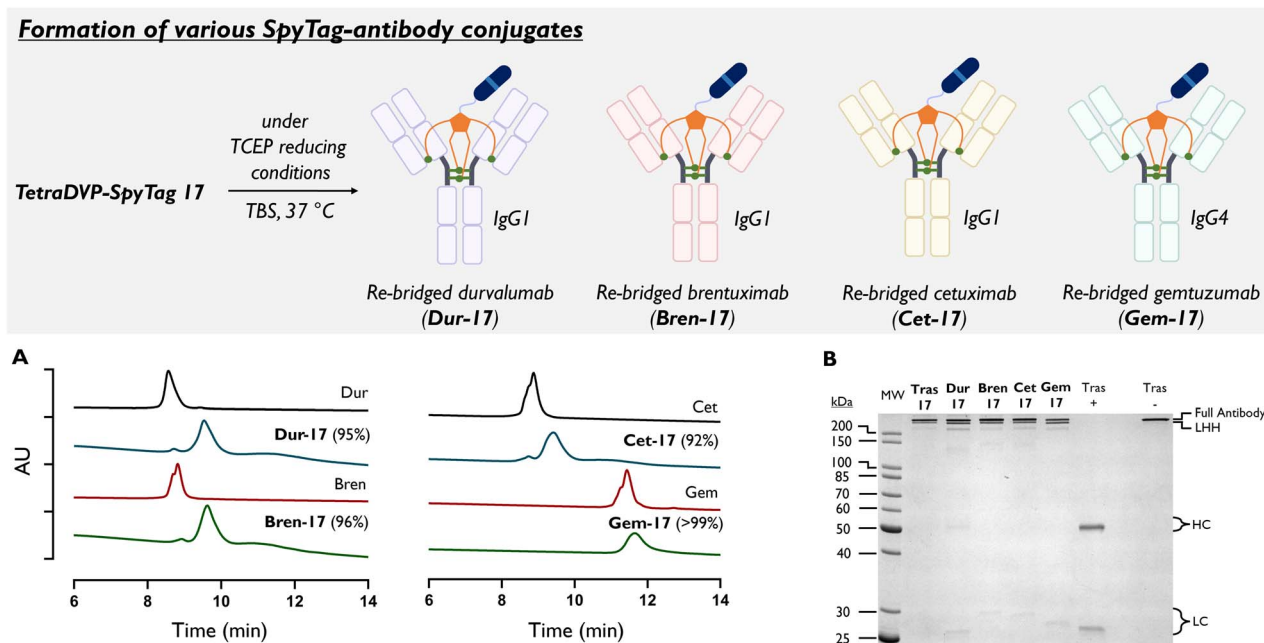 Formation of various SpyTag-antibody conjugates
TetraDVP-SpyTag 17
under
TCEP reducing
conditions
TBS, 37 °C
IgG1
IgG1
IgG1
IgG4
Re-bridged durvalumab
(Dur-17)
Re-bridged brentuximab
(Bren-17)
Re-bridged cetuximab
(Cet-17)
Re-bridged gemtuzumab
(Gem-17)
A
AU
Dur
Dur-17 (95%)
Bren
Bren-17 (96%)
6 8 10 12 14
Time (min)
Cet
Cet-17 (92%)
Gem
Gem-17 (>99%)
6 8 10 12 14
Time (min)
B
kDa
MW
Tras
17
Dur
17
Bren
17
Cet
17
Gem
17
Tras
+
Tras
-
200
150
100
85
70
60
50
40
30
25
Full Antibody
LHH
HC
LC